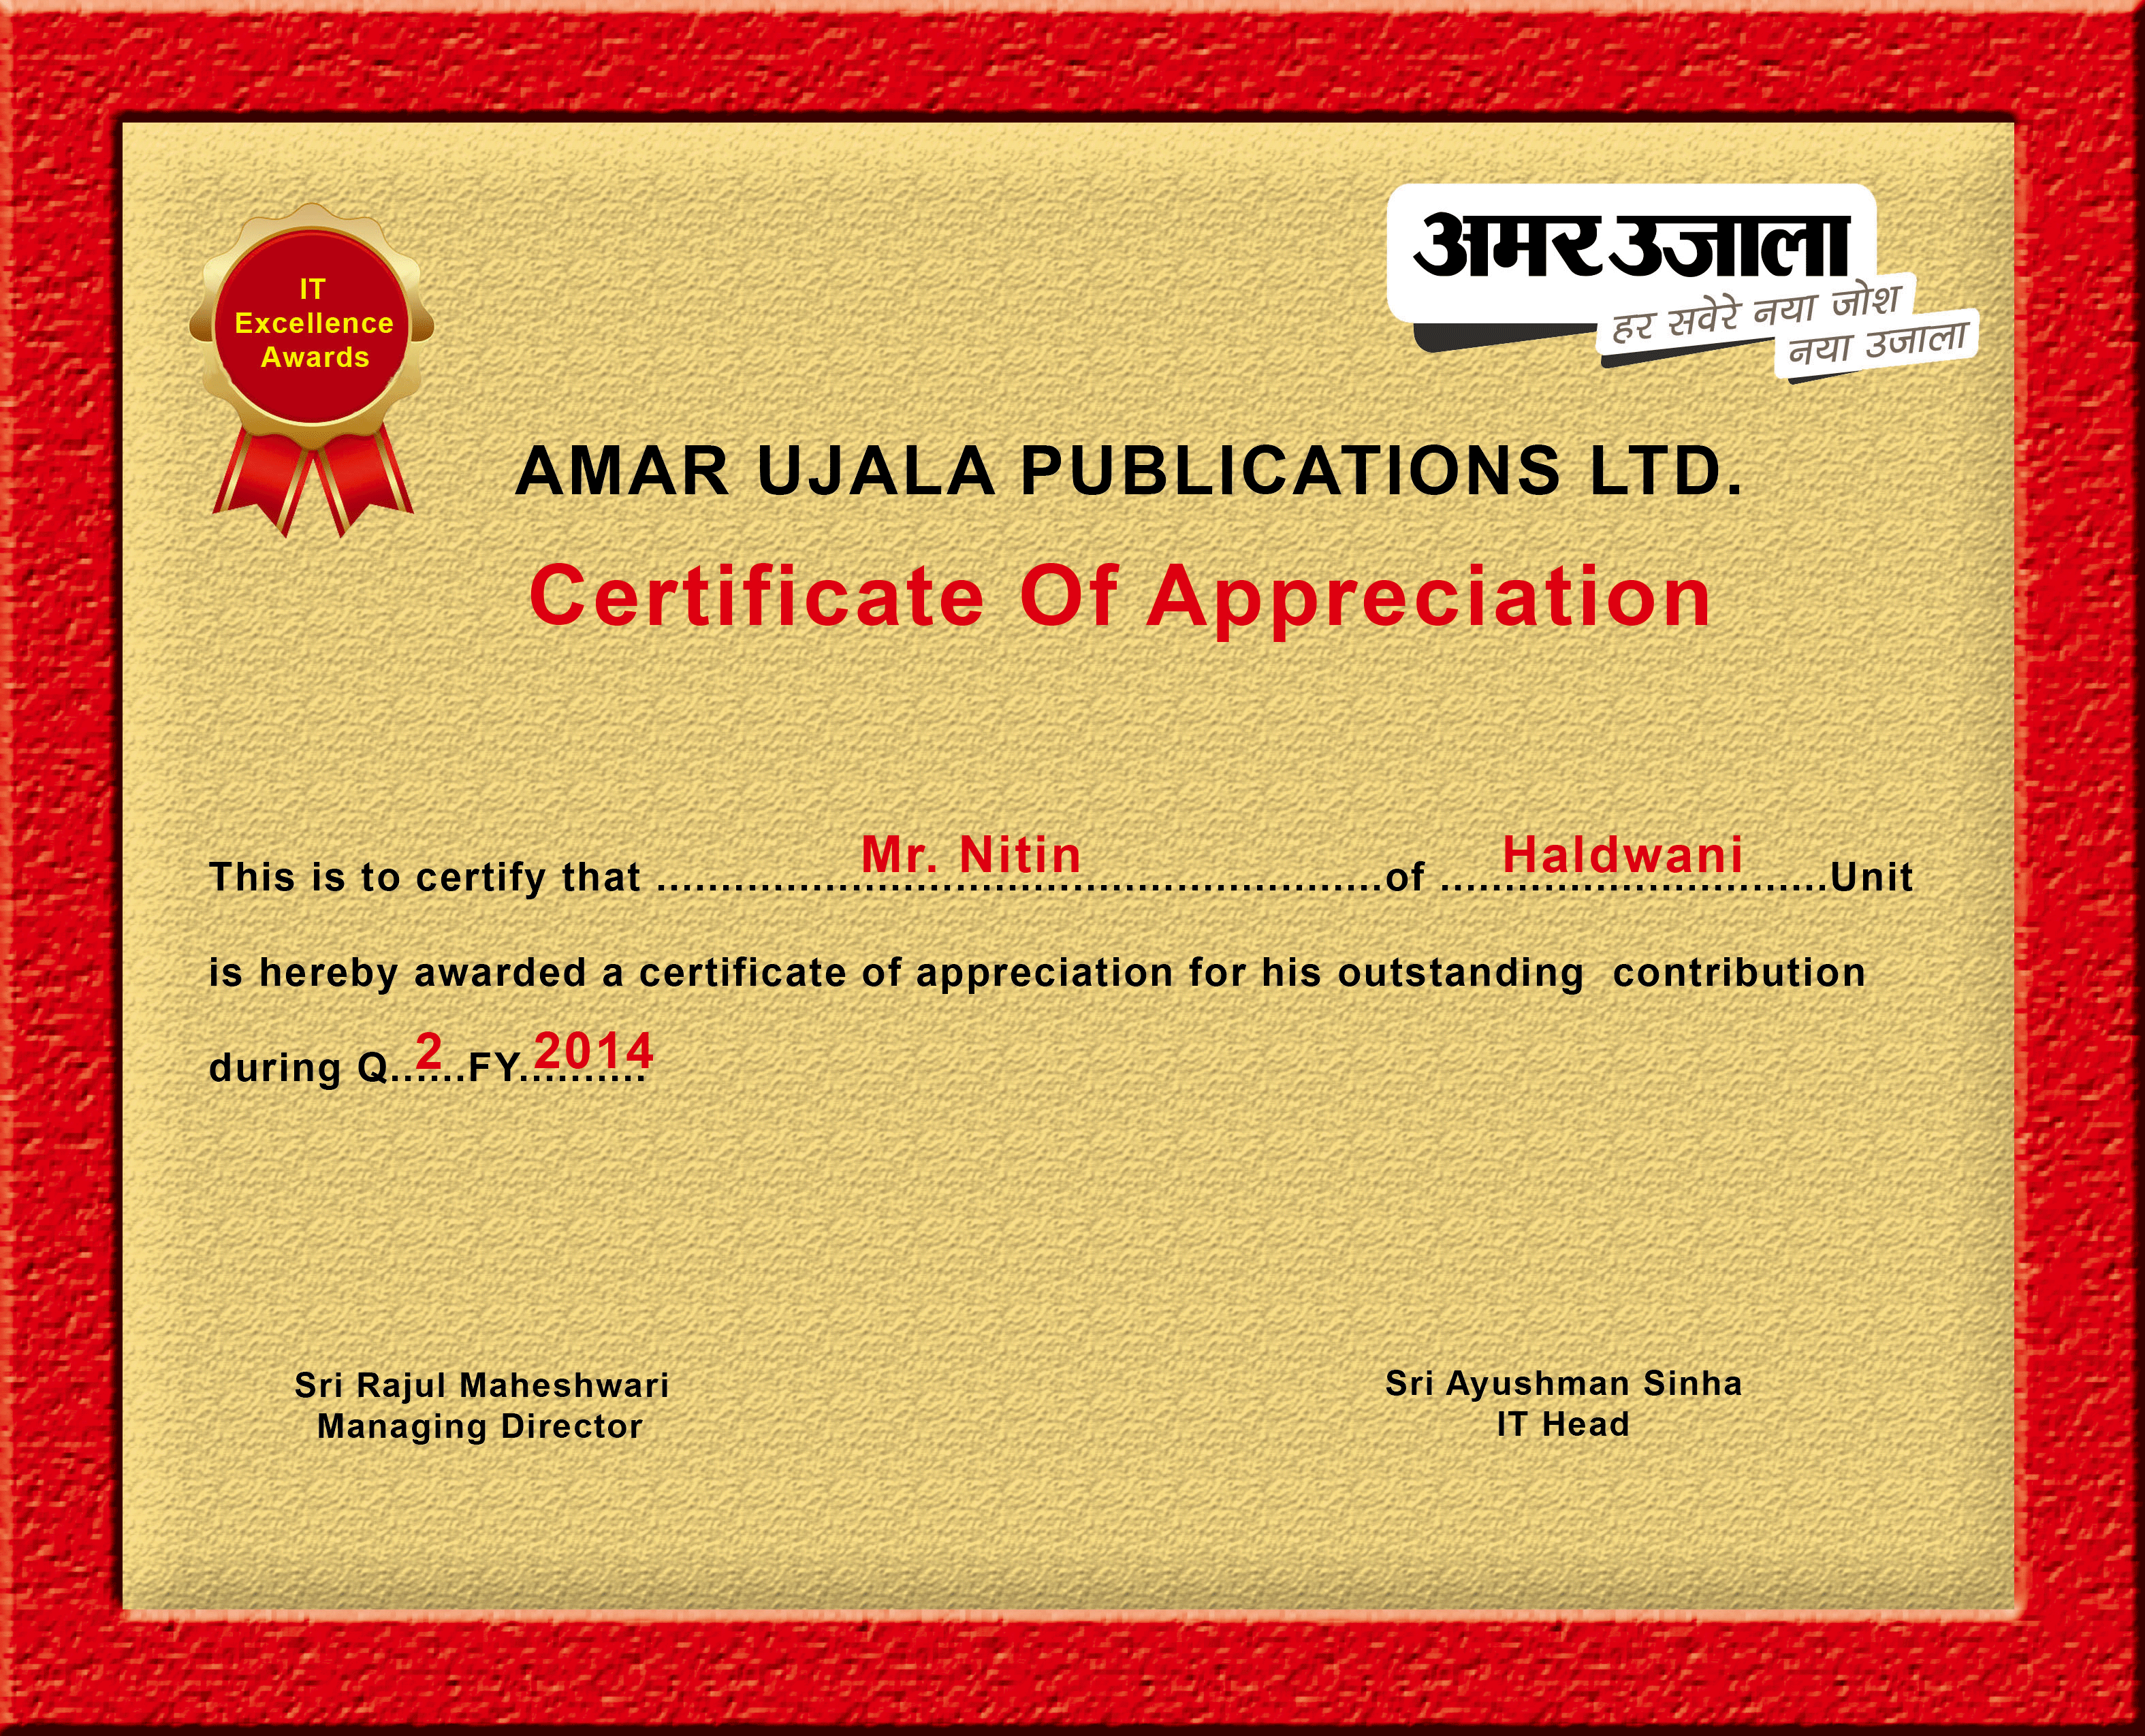 IT
Excellence
Awards
अमर उजाला
हर सवेरे नया जोश
नया उजाला
AMAR UJALA PUBLICATIONS LTD.
Certificate Of Appreciation
This is to certify that ........................................................ Mr. Nitin of .............................. Haldwani Unit
is hereby awarded a certificate of appreciation for his outstanding contribution
during Q...2...FY....2014......
Sri Rajul Maheshwari
Managing Director
Sri Ayushman Sinha
IT Head